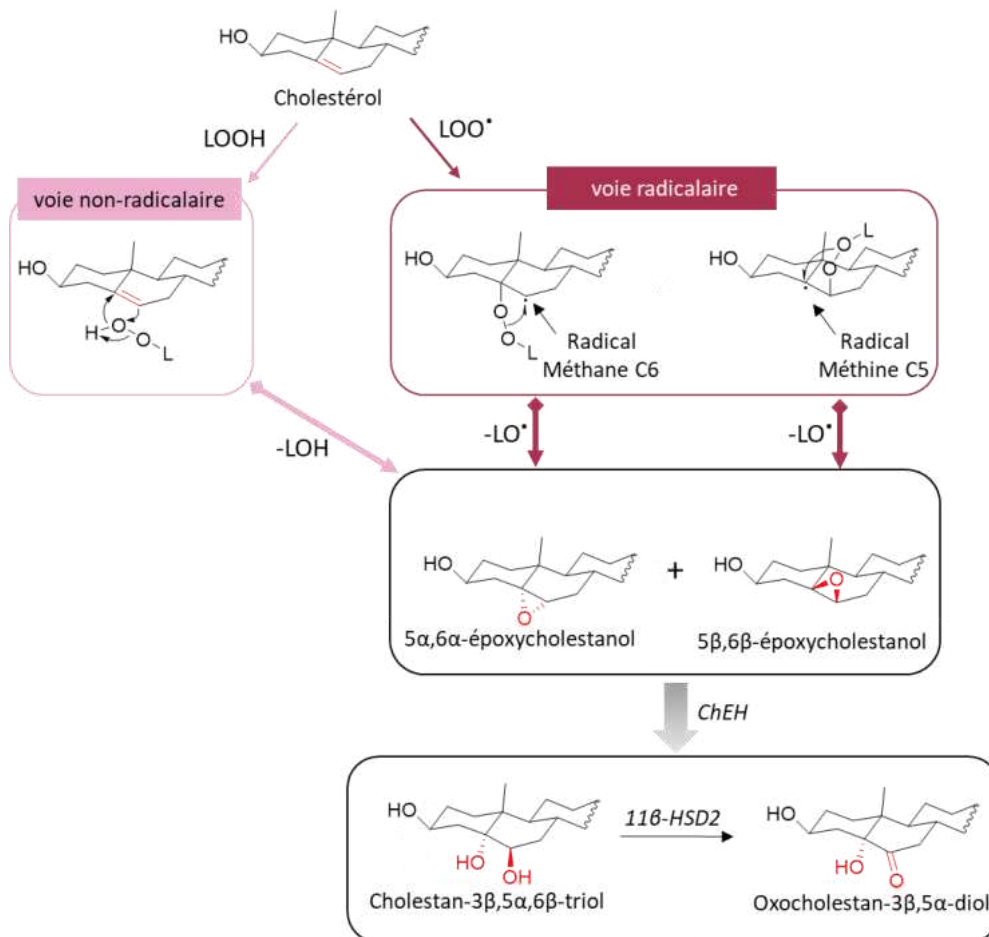 HO
Cholestérol
LOOH
LOO•
voie non-radicalaire
voie radicalaire
HO
H
O
O
L
HO
O
O
L
Radical
Méthane C6
HO
O
O
L
Radical
Méthine C5
-LOH
-LO•
-LO•
HO
O
5α,6α-époxycholestanol
+
HO
O
5β,6β-époxycholestanol
ChEH
HO
HO
OH
Cholestan-3β,5α,6β-triol
11β-HSD2
HO
HO
O
Oxocholestan-3β,5α-diol